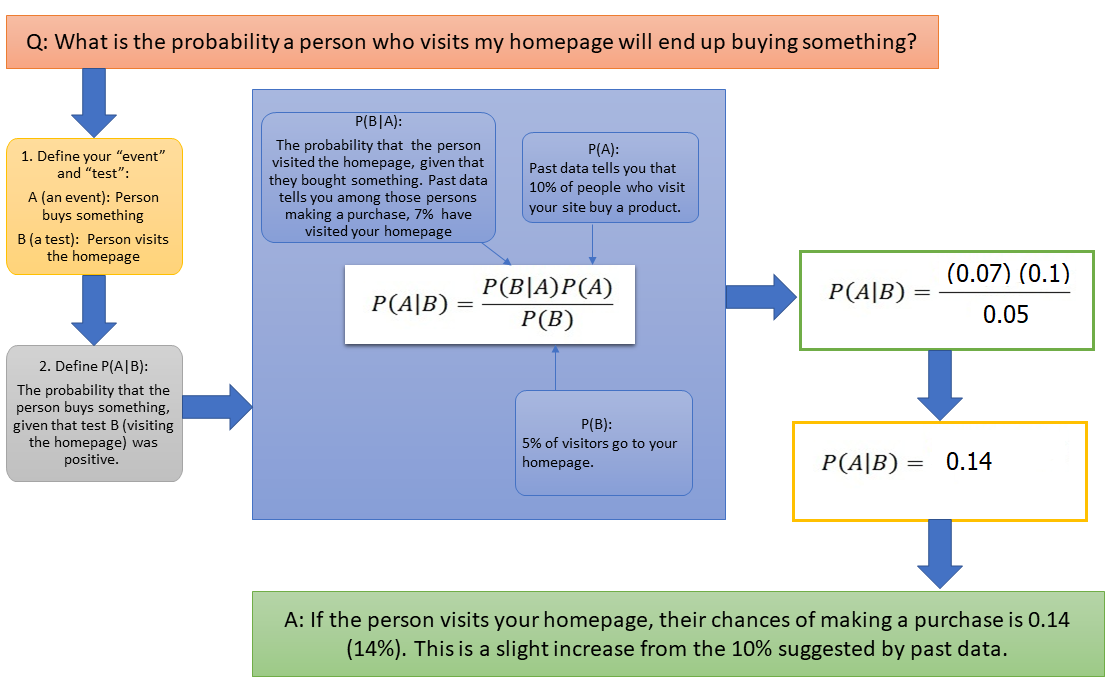 Q: What is the probability a person who visits my homepage will end up buying something?
1. Define your “event”
and “test”:
A (an event): Person
buys something
B (a test): Person visits
the homepage
2. Define P(A|B):
The probability that the
person buys something,
given that test B (visiting
the homepage) was
positive.
P(B|A):
The probability that the person
visited the homepage, given that
they bought something. Past data
tells you among those persons
making a purchase, 7% have
visited your homepage
P(A):
Past data tells you that
10% of people who visit
your site buy a product.
P(A|B) = P(B|A)P(A)
P(B)
P(B):
5% of visitors go to your
homepage.
P(A|B) = (0.07) (0.1)
0.05
P(A|B) = 0.14
A: If the person visits your homepage, their chances of making a purchase is 0.14
(14%). This is a slight increase from the 10% suggested by past data.